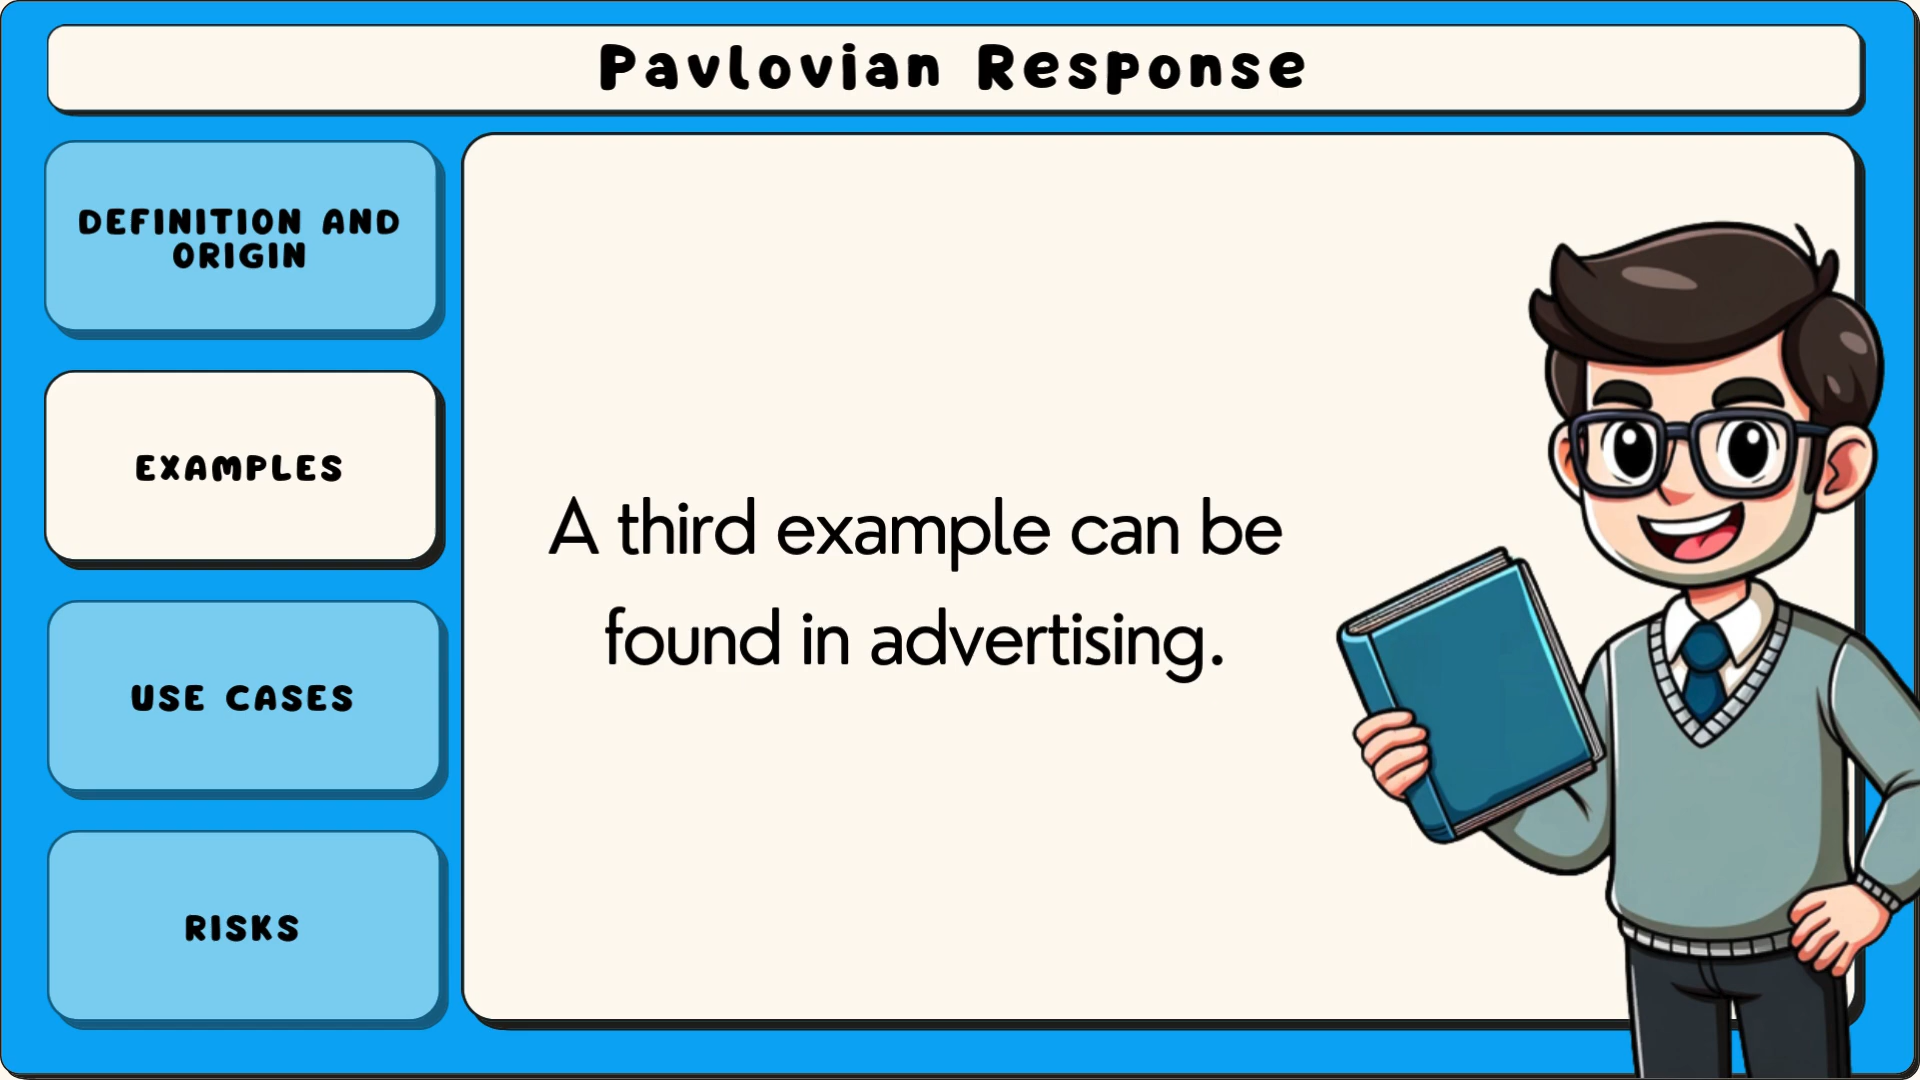 Pavlovian Response
DEFINITION AND
ORIGIN
EXAMPLES
USE CASES
RISKS
A third example can be
found in advertising.